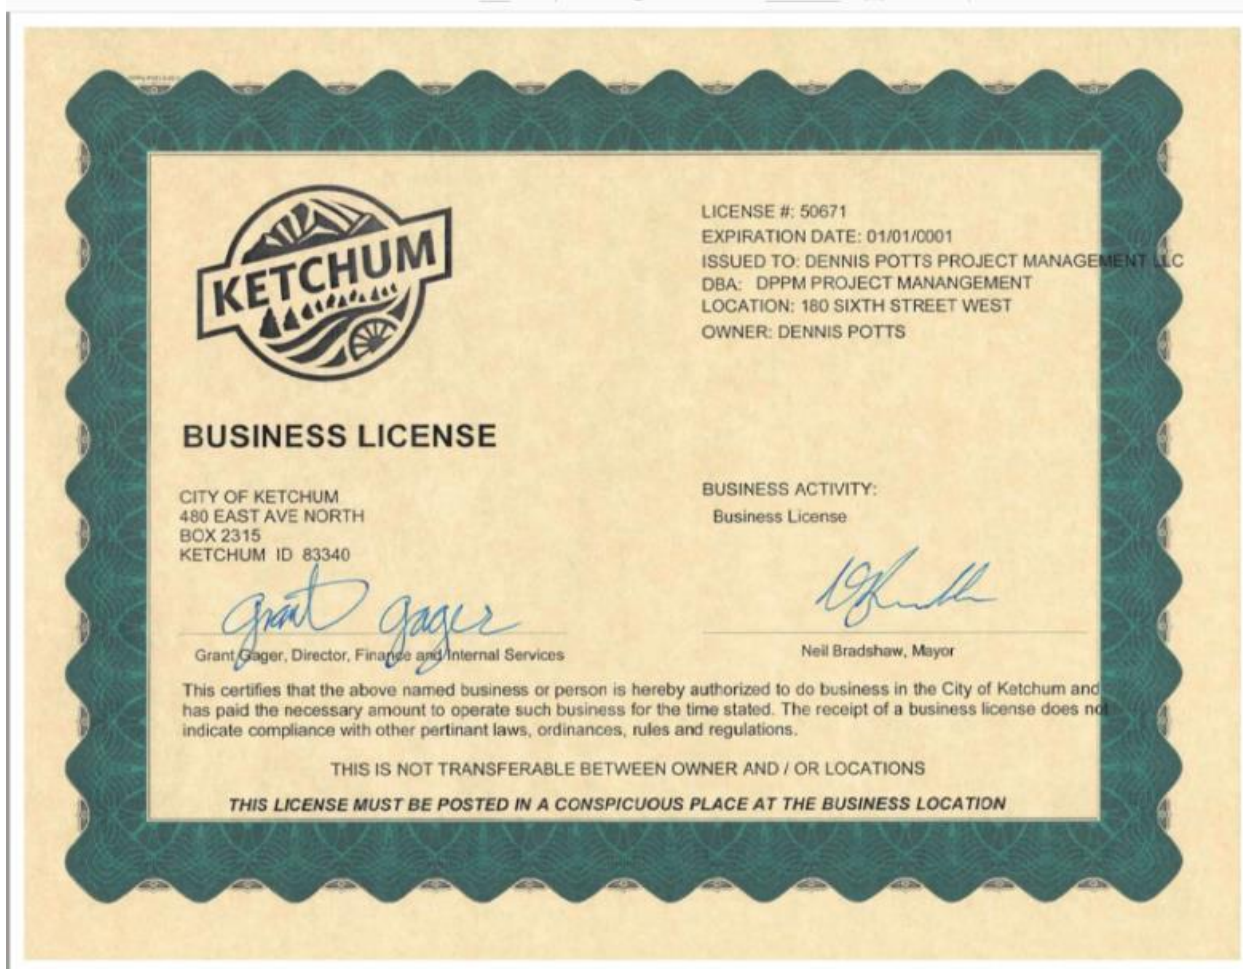 KETCHUM
LICENSE #: 50671
EXPIRATION DATE: 01/01/0001
ISSUED TO: DENNIS POTTS PROJECT MANAGEMENT LLC
DBA: DPPM PROJECT MANANGEMENT
LOCATION: 180 SIXTH STREET WEST
OWNER: DENNIS POTTS
BUSINESS LICENSE
CITY OF KETCHUM
480 EAST AVE NORTH
BOX 2315
KETCHUM ID 83340
BUSINESS ACTIVITY:
Business License
Grant Gager
Grant Gager, Director, Finance and Internal Services
Neil Bradshaw, Mayor
This certifies that the above named business or person is hereby authorized to do business in the City of Ketchum and
has paid the necessary amount to operate such business for the time stated. The receipt of a business license does not
indicate compliance with other pertinant laws, ordinances, rules and regulations.
THIS IS NOT TRANSFERABLE BETWEEN OWNER AND / OR LOCATIONS
THIS LICENSE MUST BE POSTED IN A CONSPICUOUS PLACE AT THE BUSINESS LOCATION